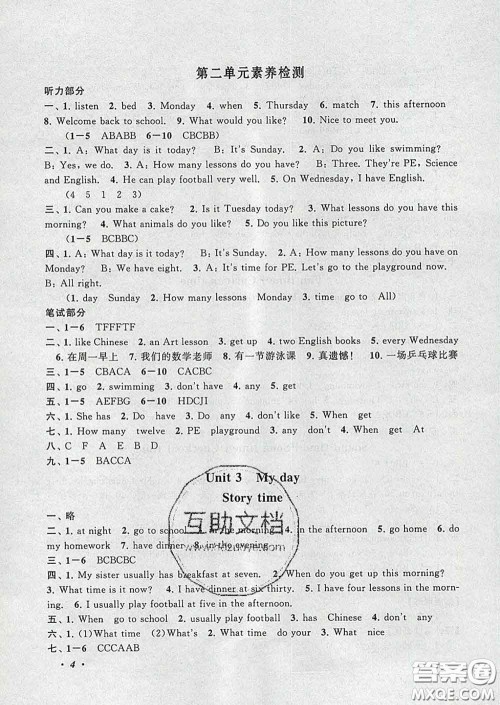 第二单元素养检测
听力部分
一、1. listen 2. bed 3. Monday 4. when 5. Thursday 6. match 7. this afternoon
8. Welcome back to school. 9. What would you like? 10. Nice to meet you.
(1-5 ABABB 6-10 CBCBB)
二、1. A: What day is it today? B: It's Sunday. 2. A: Do you like swimming?
B: Yes, we do. 3. A: How many lessons do you have? B: Three. They're PE, Science
and English. 4. He can play football very well. 5. On Wednesday, I have English.
(4 5 1 2 3)
三、1. Can you make a cake? 2. Is it Tuesday today? 3. What lessons do you have this
morning? 4. What animals do you like? 5. Do you like this picture?
(1-5 BCBBC)
四、1. A: What day is it today? B: It's Sunday. 2. A: How many lessons do you have on
Monday? B: We have eight. 3. A: It's time for PE. Let's go to the playground now.
B: All right.
(1. day Sunday 2. How lessons Monday 3. time go to All)
笔试部分
一、1-6 TFFFTF
二、1. like Chinese 2. an Art lesson 3. get up 4. two English books 5. every Wednesday
6. 在周一早上 7. 我们的数学老师 8. 有一节游泳课 9. 真遗憾! 10. 一场乒乓球比赛
三、1-5 CBACA 6-10 CACBC
四、1. go 2. swimming 3. don't have 4. any 5. get
五、1-5 AEFBG 6-10 HDCJI
六、1. She has 2. Do have 3. don't any 4. How many lessons do 5. When get
七、1. have twelve 2. PE playground 3. any don't 4. can do 5. What day
八、C F A E B D
九、1-5 BACCA
Unit 3 My day
Story time
一、略
二、1. at night 2. go to school 3. in the morning 4. in the afternoon 5. go home 6. do
my homework 7. have dinner 8. in the evening
三、1-6 BCBCBC
四、1. My sister usually has breakfast at seven. 2. When do you get up this morning?
3. What time is it now? 4. I have dinner at six thirty. 5. I have four lessons in the morn-
ing. 6. I usually play football at five in the afternoon.
五、1. When go to school 2. usually play football 3. has Chinese 4. don't, any
六、1. (1)What time (2)What's 2. When do you 3. What nice
七、1-6 CCCAAB
· 4 ·
互助文档
答案圈
MXQE.COM